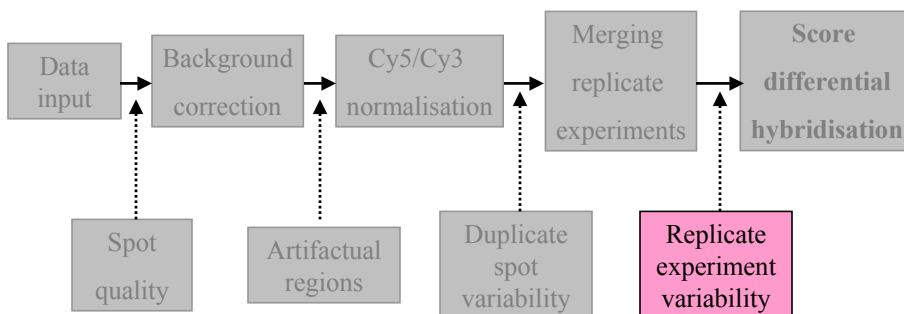 Data
input
Background
correction
Cy5/Cy3
normalisation
Merging
replicate
experiments
Score
differential
hybridisation
Spot
quality
Artifactual
regions
Duplicate
spot
variability
Replicate
experiment
variability